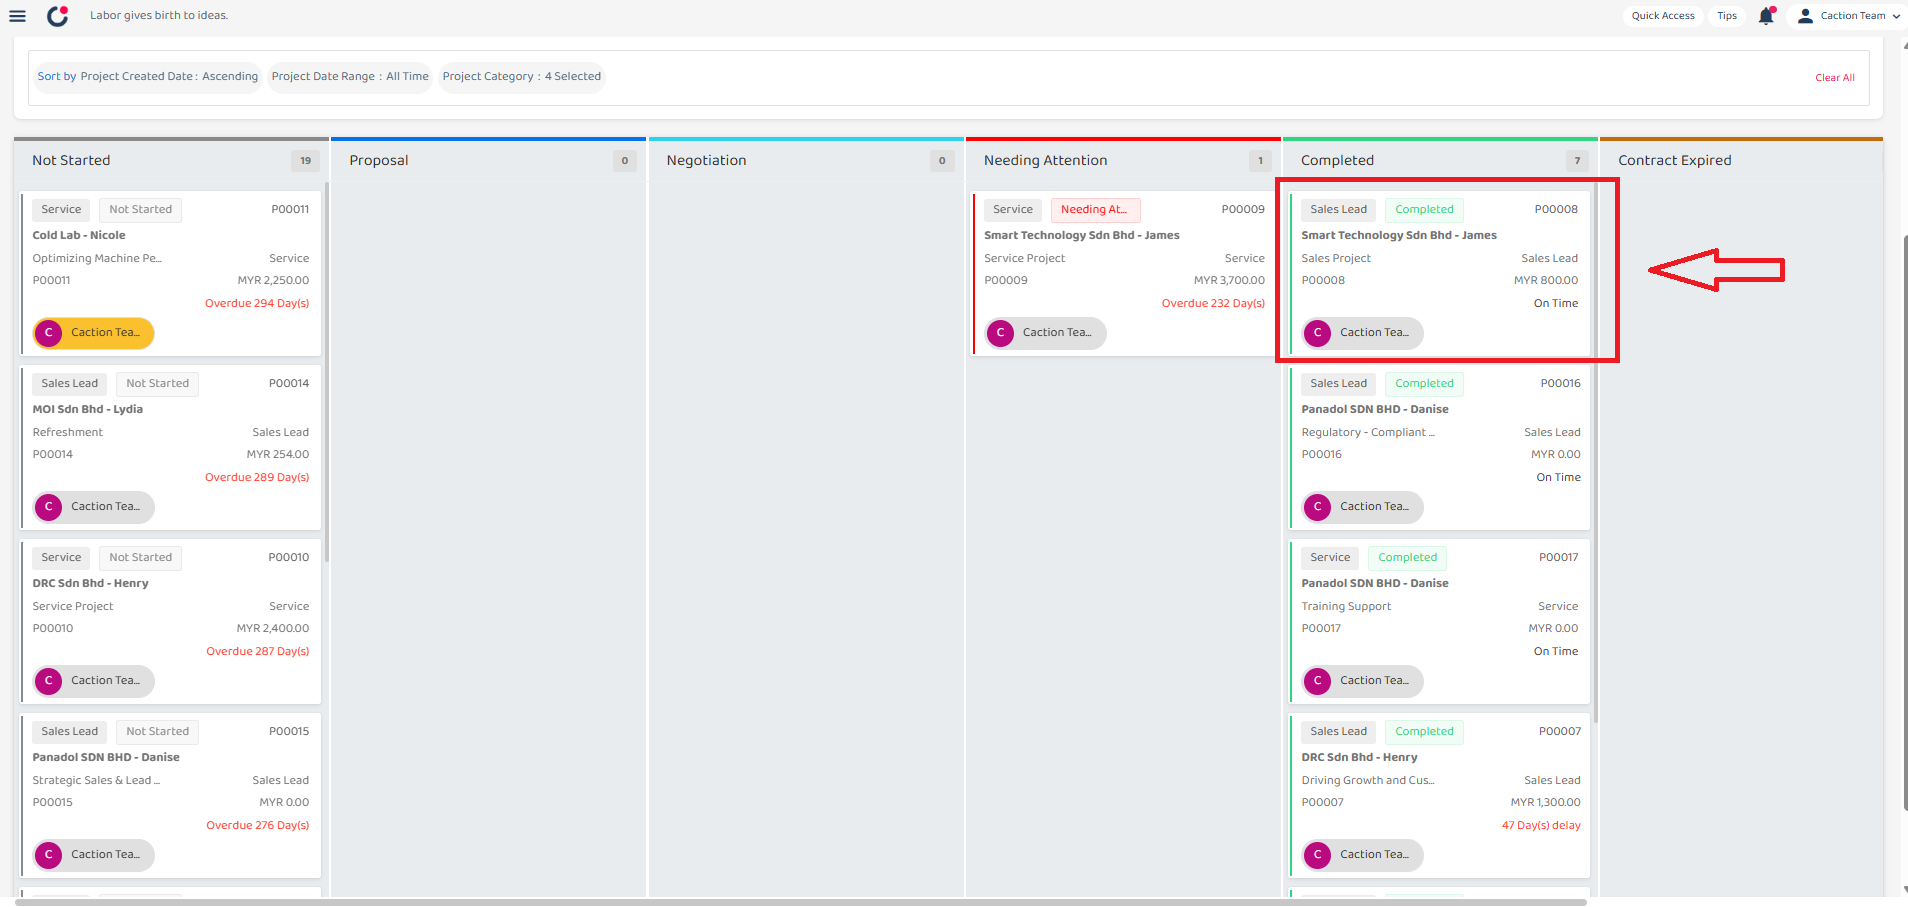 Labor gives birth to ideas.
Quick Access
Tips
Caction Team
Sort by Project Created Date : Ascending
Project Date Range : All Time
Project Category : 4 Selected
Clear All
Not Started
19
Service
Not Started
P00011
Cold Lab - Nicole
Optimizing Machine Pe...
Service
P00011
MYR 2,250.00
Overdue 294 Day(s)
C
Caction Tea...
Sales Lead
Not Started
P00014
MOI Sdn Bhd - Lydia
Refreshment
Sales Lead
P00014
MYR 254.00
Overdue 289 Day(s)
C
Caction Tea...
Service
Not Started
P00010
DRC Sdn Bhd - Henry
Service Project
Service
P00010
MYR 2,400.00
Overdue 287 Day(s)
C
Caction Tea...
Sales Lead
Not Started
P00015
Panadol SDN BHD - Danise
Strategic Sales & Lead ...
Sales Lead
P00015
MYR 0.00
Overdue 276 Day(s)
C
Caction Tea...
Proposal
0
Negotiation
0
Needing Attention
1
Service
Needing At...
P00009
Smart Technology Sdn Bhd - James
Service Project
Service
P00009
MYR 3,700.00
Overdue 232 Day(s)
C
Caction Tea...
Completed
7
Sales Lead
Completed
P00008
Smart Technology Sdn Bhd - James
Sales Project
Sales Lead
P00008
MYR 800.00
On Time
C
Caction Tea...
Sales Lead
Completed
P00016
Panadol SDN BHD - Danise
Regulatory - Compliant ...
Sales Lead
P00016
MYR 0.00
On Time
C
Caction Tea...
Service
Completed
P00017
Panadol SDN BHD - Danise
Training Support
Service
P00017
MYR 0.00
On Time
C
Caction Tea...
Sales Lead
Completed
P00007
DRC Sdn Bhd - Henry
Driving Growth and Cus...
Sales Lead
P00007
MYR 1,300.00
47 Day(s) delay
C
Caction Tea...
Contract Expired